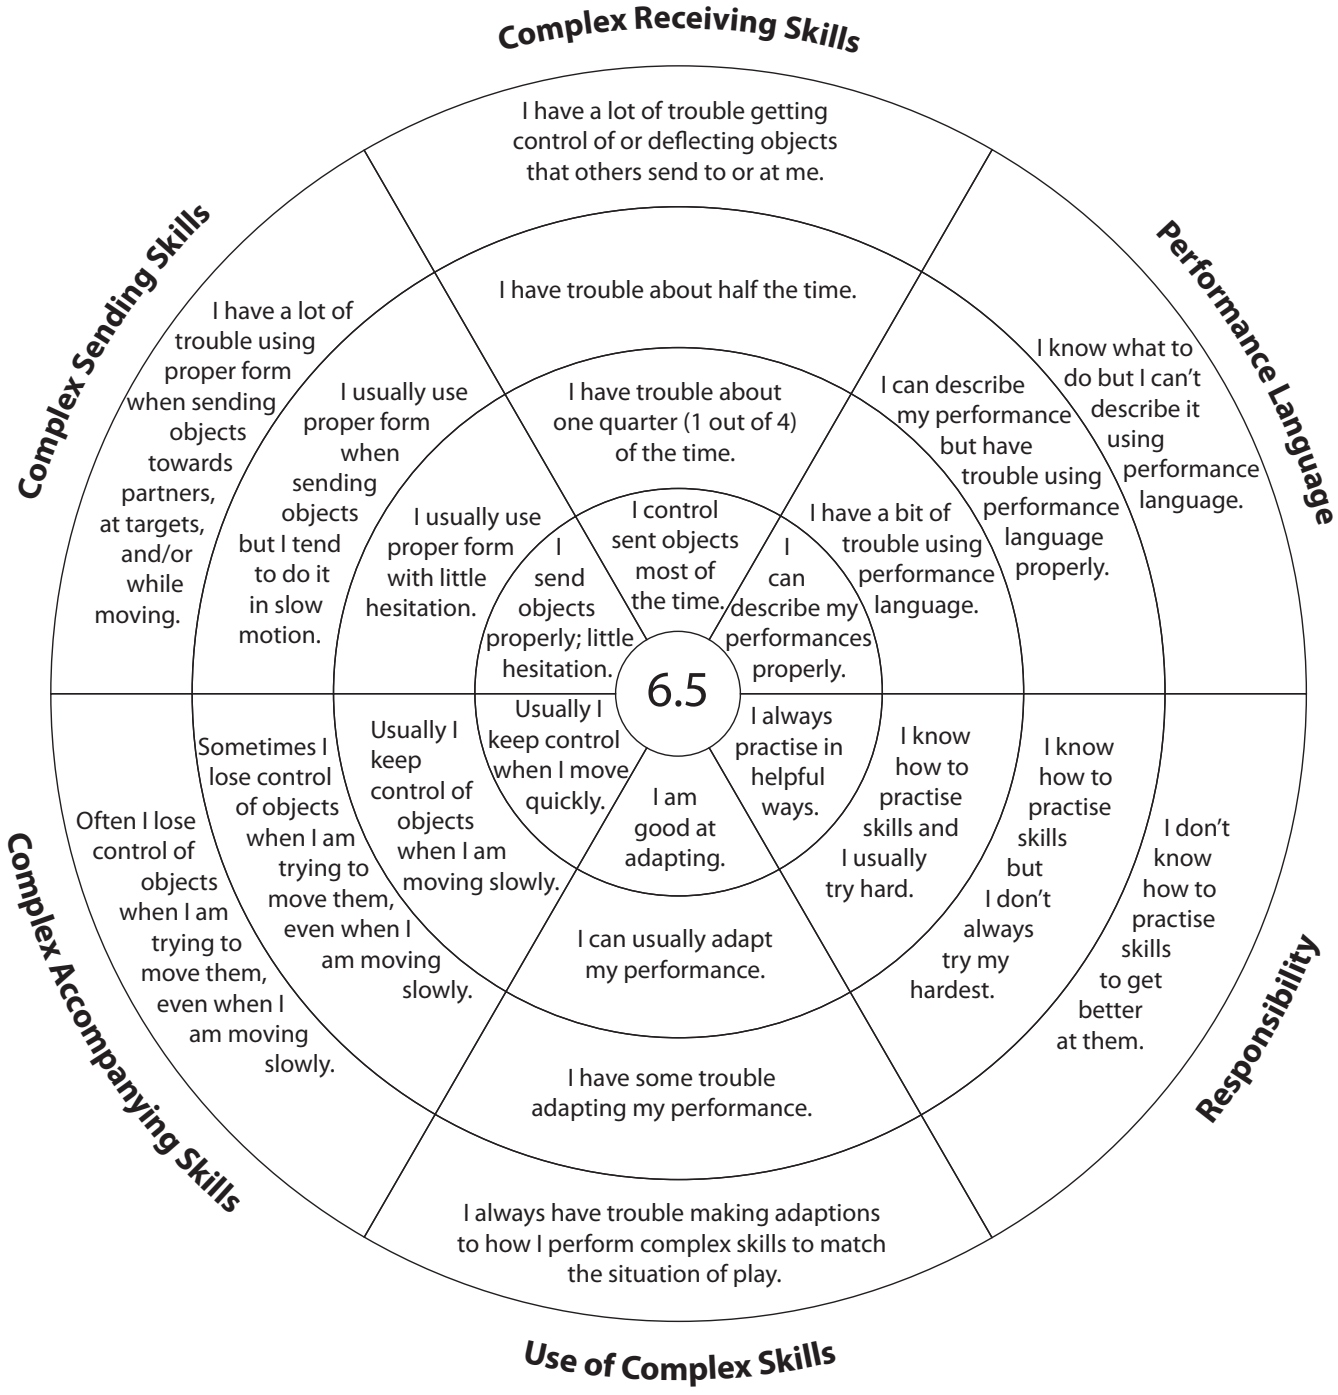 Complex Receiving Skills
I have a lot of trouble getting
control of or deflecting objects
that others send to or at me.
I have trouble about half the time.
I have trouble about
one quarter (1 out of 4)
of the time.
I control
sent objects
most of
the time.
Performance Language
I know what to
do but I can't
describe it
using
performance
language.
I can describe
my performance
but have
trouble using
performance
language
properly.
I have a bit of
trouble using
performance
language.
I
can
describe my
performances
properly.
Responsibility
I don't
know
how to
practise
skills
to get
better
at them.
I know
how to
practise
skills
but
I don't
always
try my
hardest.
I know
how to
practise
skills and
I usually
try hard.
I always
practise in
helpful
ways.
Use of Complex Skills
I always have trouble making adaptions
to how I perform complex skills to match
the situation of play.
I have some trouble
adapting my performance.
I can usually adapt
my performance.
I am
good at
adapting.
Complex Accompanying Skills
Often I lose
control of
objects
when I am
trying to
move them,
even when I
am moving
slowly.
Sometimes I
lose control
of objects
when I am
trying to
move them,
even when I
am moving
slowly.
Usually I
keep
control of
objects
when I am
moving slowly.
Usually I
keep control
when I move
quickly.
Complex Sending Skills
I have a lot of
trouble using
proper form
when sending
objects
towards
partners,
at targets,
and/or
while
moving.
I usually use
proper form
when
sending
objects
but I tend
to do it
in slow
motion.
I usually use
proper form
with little
hesitation.
I
send
objects
properly; little
hesitation.
6.5